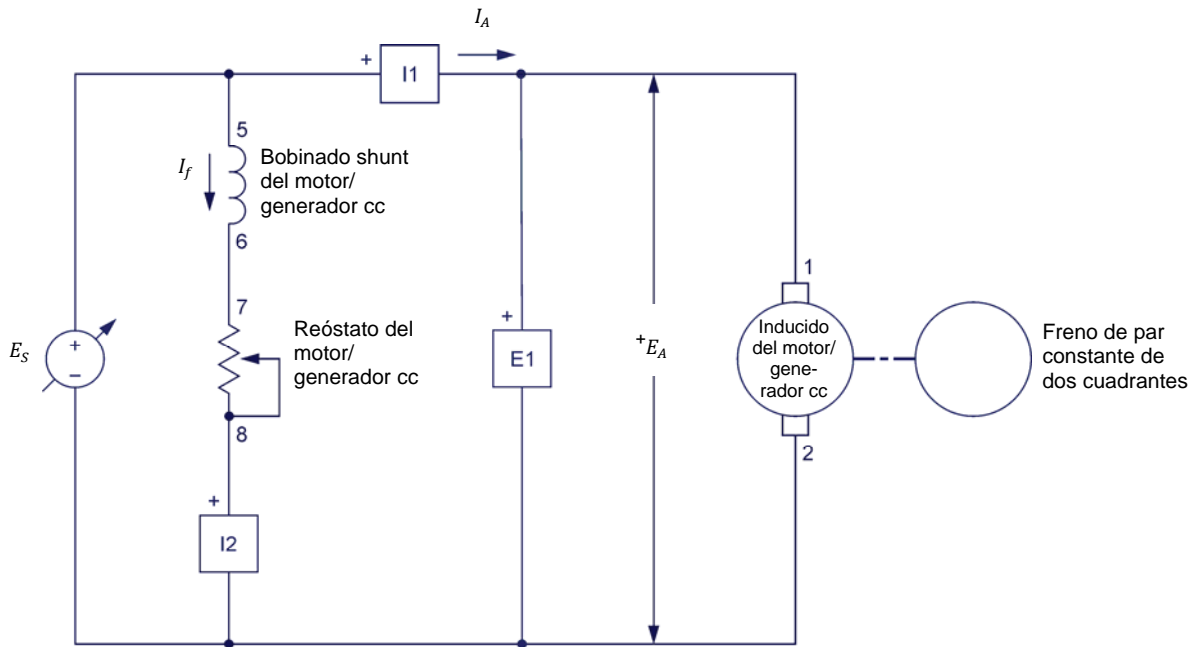 I_A
+
I1
5
I_f
Bobinado shunt
del motor/
generador cc
6
7
Reóstato del
motor/
generador cc
8
+
I2
E_S
+
−
+
E1
+E_A
1
Inducido
del motor/
gene-
rador cc
2
Freno de par
constante de
dos cuadrantes